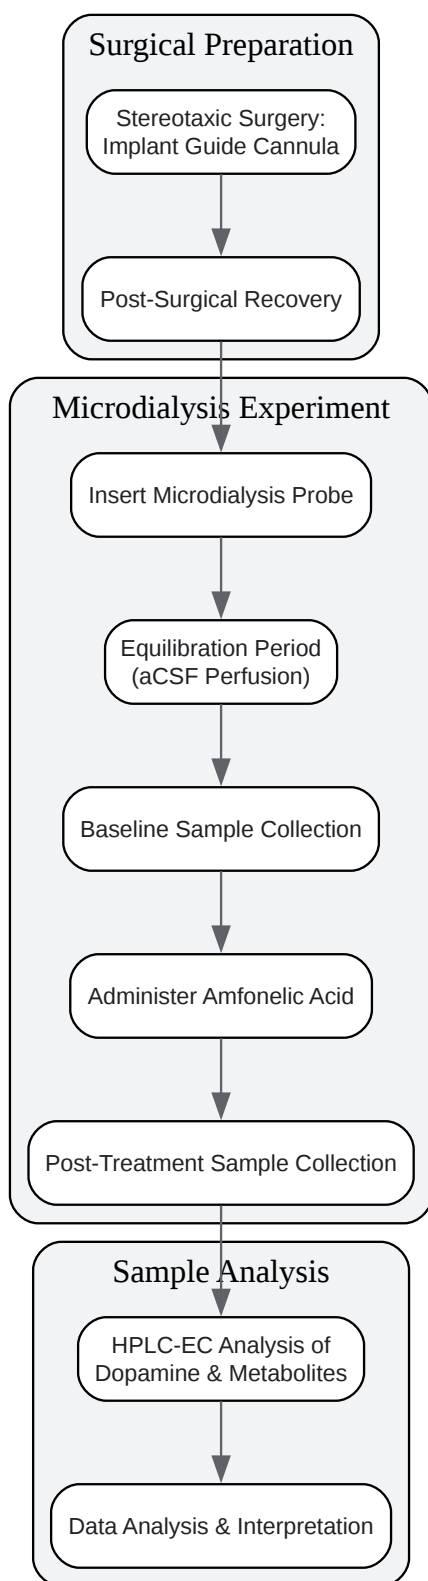 Surgical Preparation
Stereotaxic Surgery:
Implant Guide Cannula
Post-Surgical Recovery
Microdialysis Experiment
Insert Microdialysis Probe
Equilibration Period
(aCSF Perfusion)
Baseline Sample Collection
Administer Amfonelic Acid
Post-Treatment Sample Collection
Sample Analysis
HPLC-EC Analysis of
Dopamine & Metabolites
Data Analysis & Interpretation